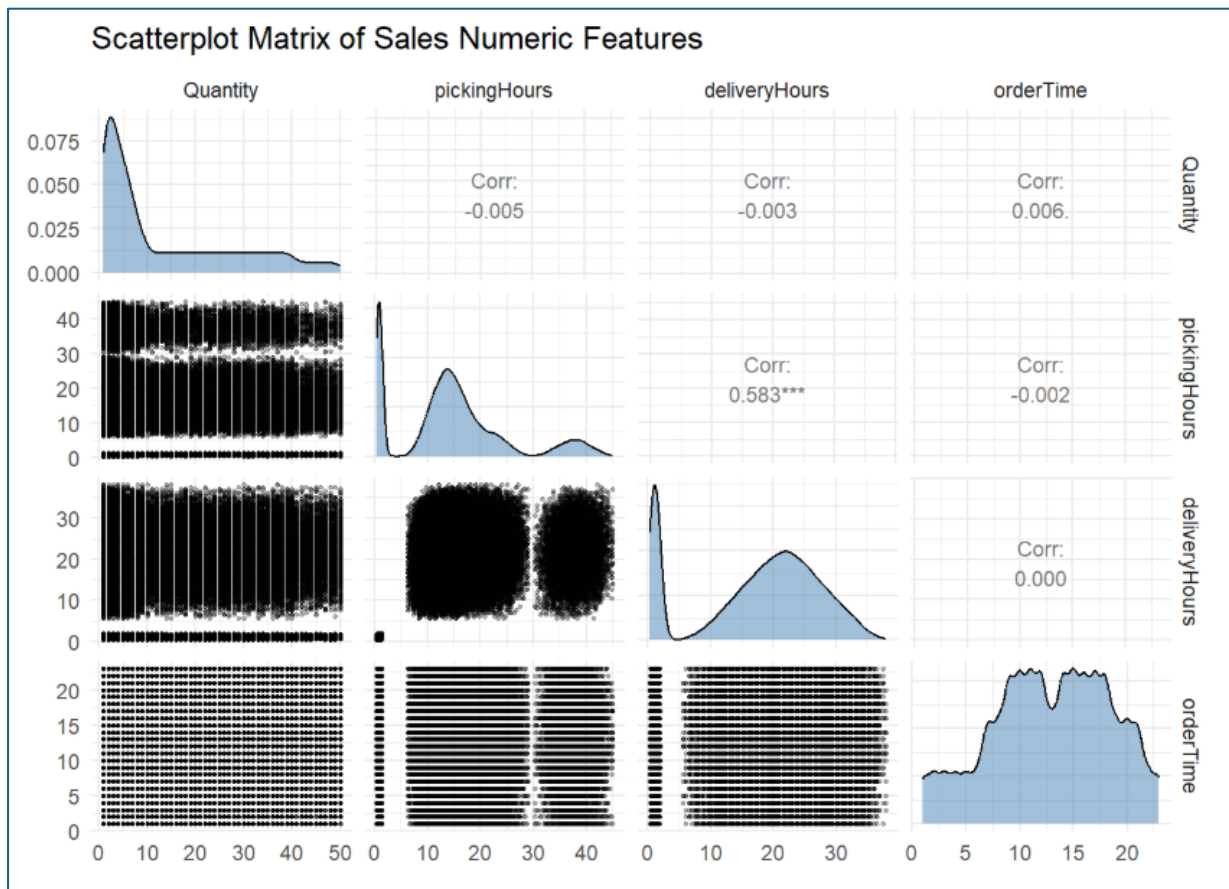 Scatterplot Matrix of Sales Numeric Features
Quantity pickingHours deliveryHours orderTime
0.075
0.050
0.025
0.000
Corr:
-0.005
Corr:
-0.003
Corr:
0.006.
Quantity
40
30
20
10
0
Corr:
0.583***
Corr:
-0.002
pickingHours
30
20
10
0
Corr:
0.000
deliveryHours
20
15
10
5
0
orderTime
0 10 20 30 40 50 0 10 20 30 40 0 10 20 30 0 5 10 15 20